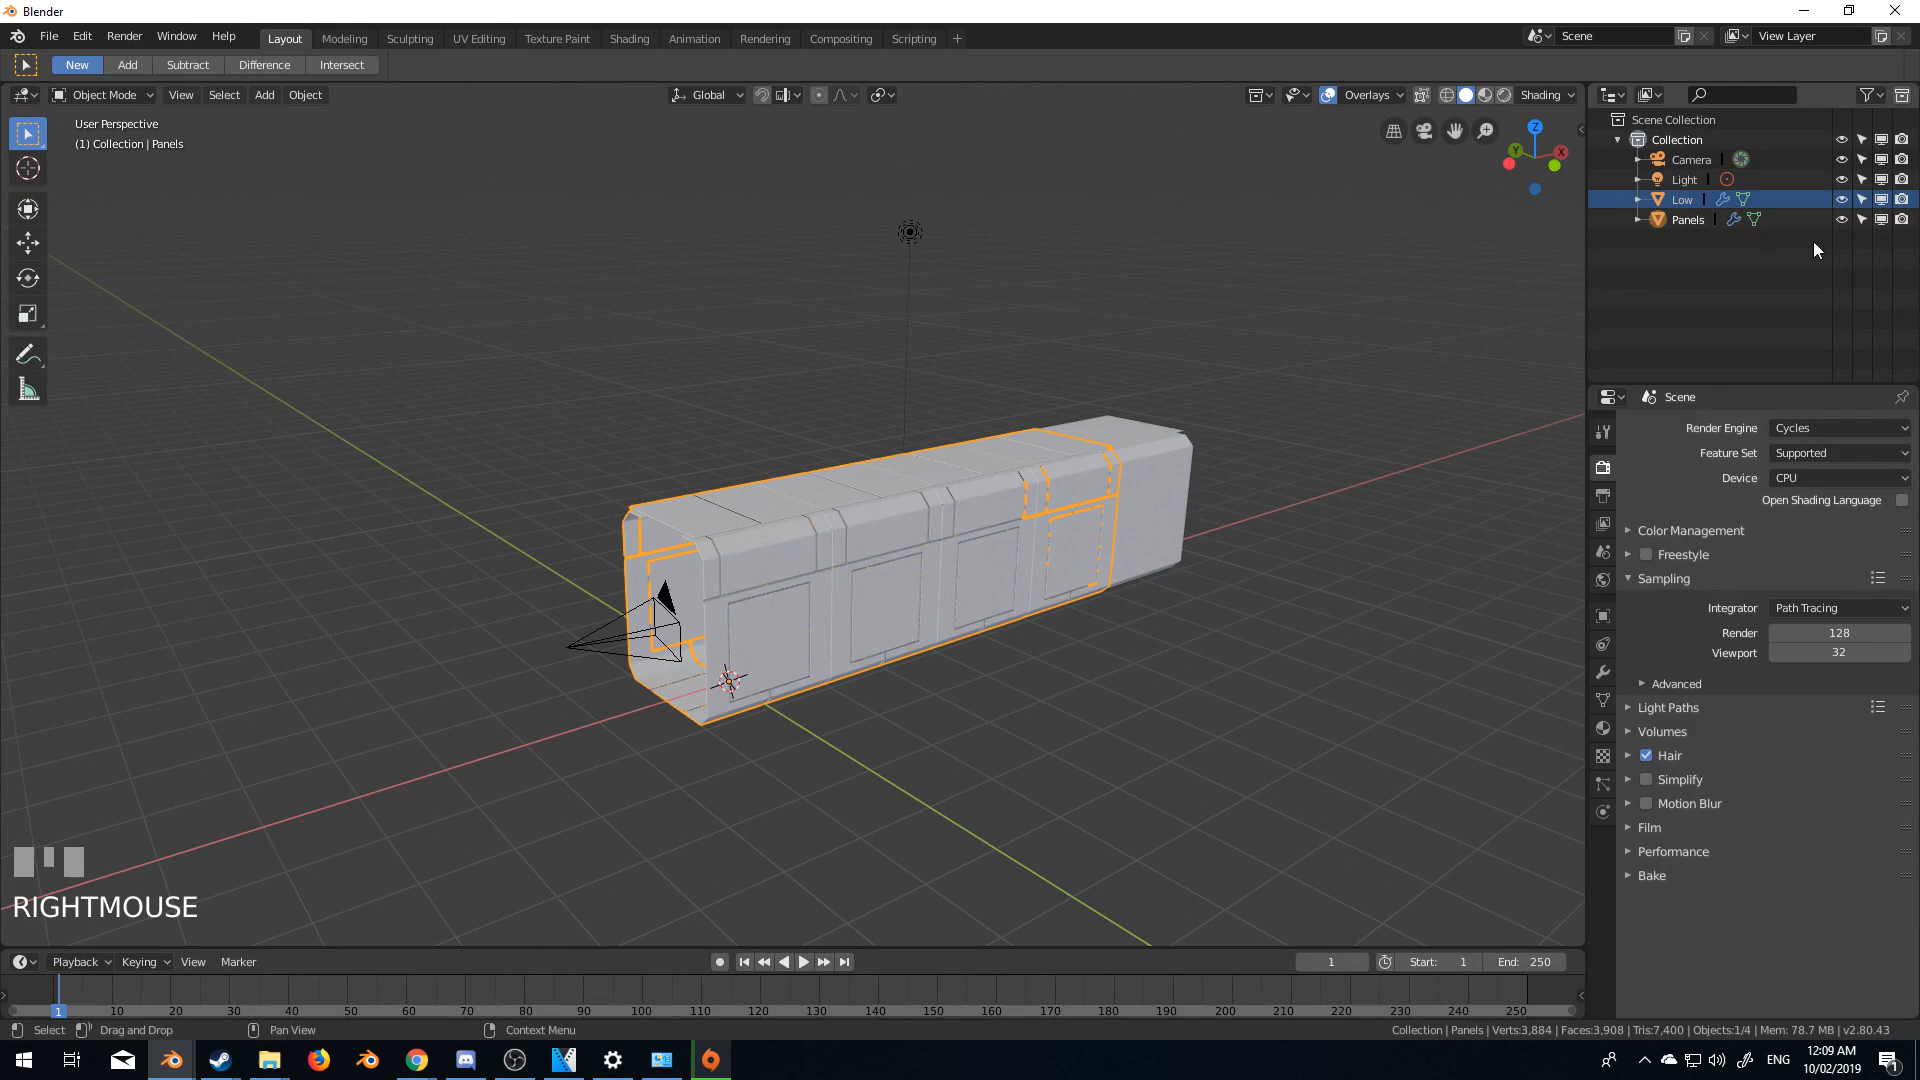 Blender
File Edit Render Window Help
Layout Modeling Sculpting UV Editing Texture Paint Shading Animation Rendering Compositing Scripting +
Scene
View Layer
New Add Subtract Difference Intersect
Object Mode View Select Add Object
Global
Overlays
Shading
User Perspective
(1) Collection | Panels
Z
Y
X
Scene Collection
Collection
Camera
Light
Low
Panels
Scene
Render Engine Cycles
Feature Set Supported
Device CPU
Open Shading Language
Color Management
Freestyle
Sampling
Integrator Path Tracing
Render 128
Viewport 32
Advanced
Light Paths
Volumes
Hair
Simplify
Motion Blur
Film
Performance
Bake
RIGHTMOUSE
Playback Keying View Marker
1
Start: 1
End: 250
1 10 20 30 40 50 60 70 80 90 100 110 120 130 140 150 160 170 180 190 200 210 220 230 240 250
Select Drag and Drop Pan View Context Menu
Collection | Panels | Verts:3,884 | Faces:3,908 | Tris:7,400 | Objects:1/4 | Mem: 78.7 MB | v2.80.43
ENG
12:09 AM
10/02/2019
1